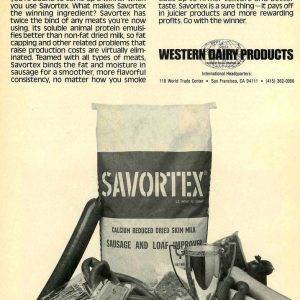 you use Savortex. What makes Savortex
the winning ingredient? Savortex has
twice the bind of any meats you're now
using. Its soluble animal protein emulsi-
fies better than non-fat dried milk, so fat
capping and other related problems that
raise production costs are virtually elim-
inated. Teamed with all types of meats,
Savortex binds the fat and moisture in
sausage for a smoother, more flavorful
consistency, no matter how you smoke
taste. Savortex is a sure thing—it pays off
in juicier products and more rewarding
profits. Go with the winner.
WESTERN DAIRY PRODUCTS
International Headquarters:
118 World Trade Center • San Francisco, CA 94111 • (415)
SAVORTEX
CALCIUM REDUCED DRIED SKIM MILK
SAUSAGE AND LOAF IMPROVER